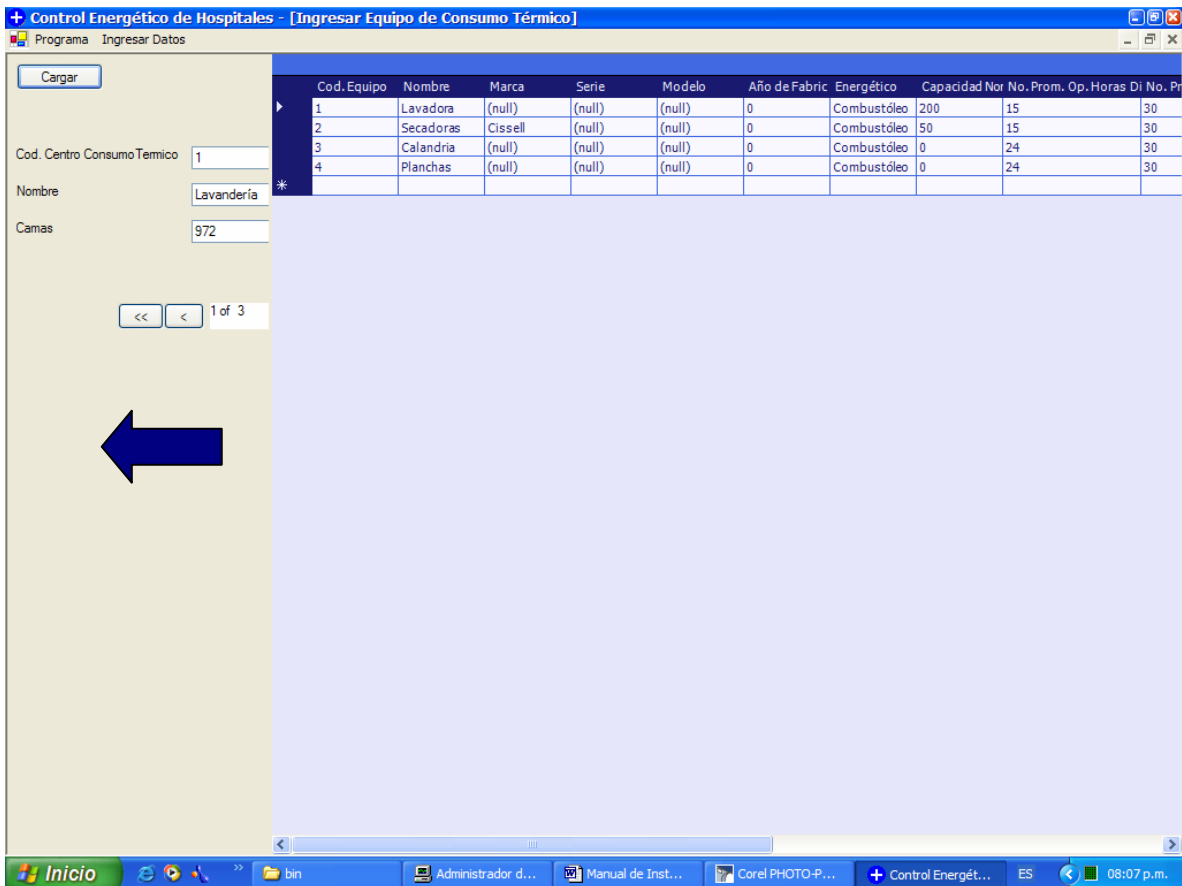 Control Energético de Hospitales - [Ingresar Equipo de Consumo Térmico]
Programa Ingresar Datos
Cargar
Cod. Centro Consumo Termico 1
Nombre Lavandería
Camas 972
<< < 1 of 3
Cod. Equipo Nombre Marca Serie Modelo Año de Fabric Energético Capacidad Nor No. Prom. Op. Horas Di No. Pr
1 Lavadora (null) (null) (null) 0 Combustóleo 200 15 30
2 Secadoras Cissell (null) (null) 0 Combustóleo 50 15 30
3 Calandria (null) (null) (null) 0 Combustóleo 0 24 30
4 Planchas (null) (null) (null) 0 Combustóleo 0 24 30
Inicio » bin Administrador d... Manual de Inst... Corel PHOTO-P... Control Energét... ES 08:07 p.m.